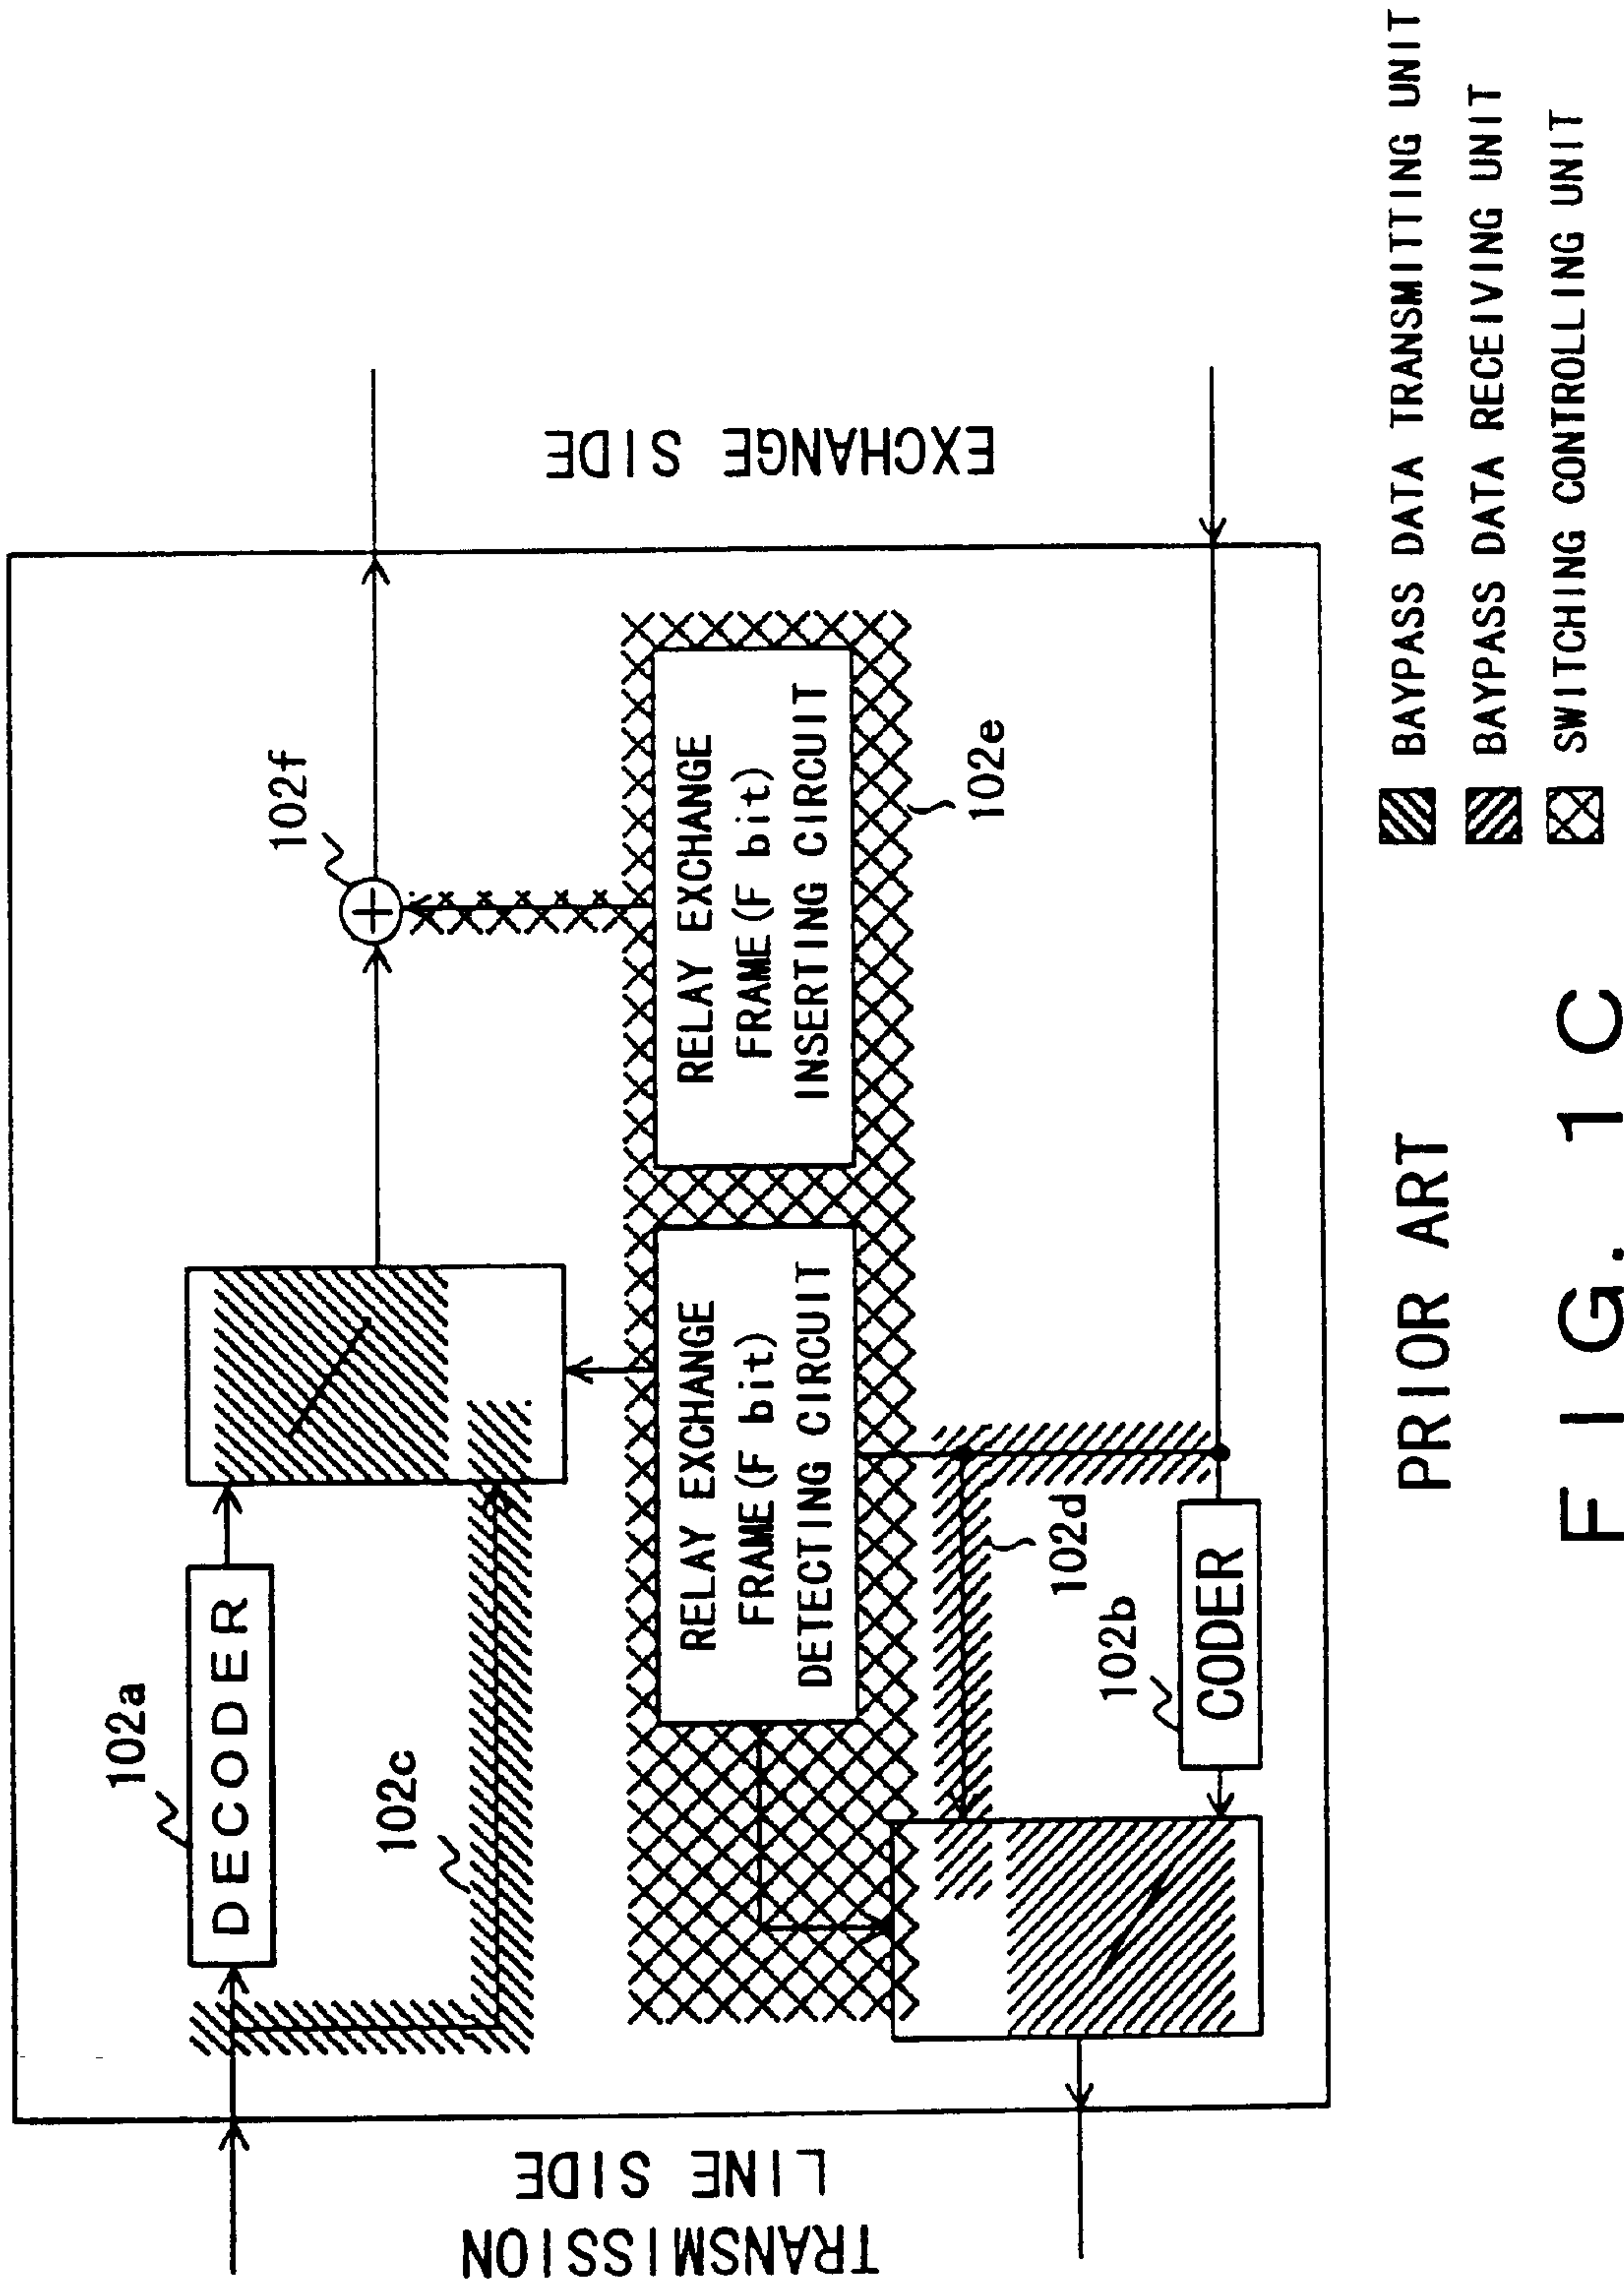 102a
DECODER
102c
102f
RELAY EXCHANGE
FRAME(F bit)
DETECTING CIRCUIT
RELAY EXCHANGE
FRAME(F bit)
INSERTING CIRCUIT
102e
102d
102b
CODER
TRANSMISSION
LINE SIDE
EXCHANGE SIDE
BAYPASS DATA TRANSMITTING UNIT
BAYPASS DATA RECEIVING UNIT
SWITCHING CONTROLLING UNIT
PRIOR ART
FIG. 1C